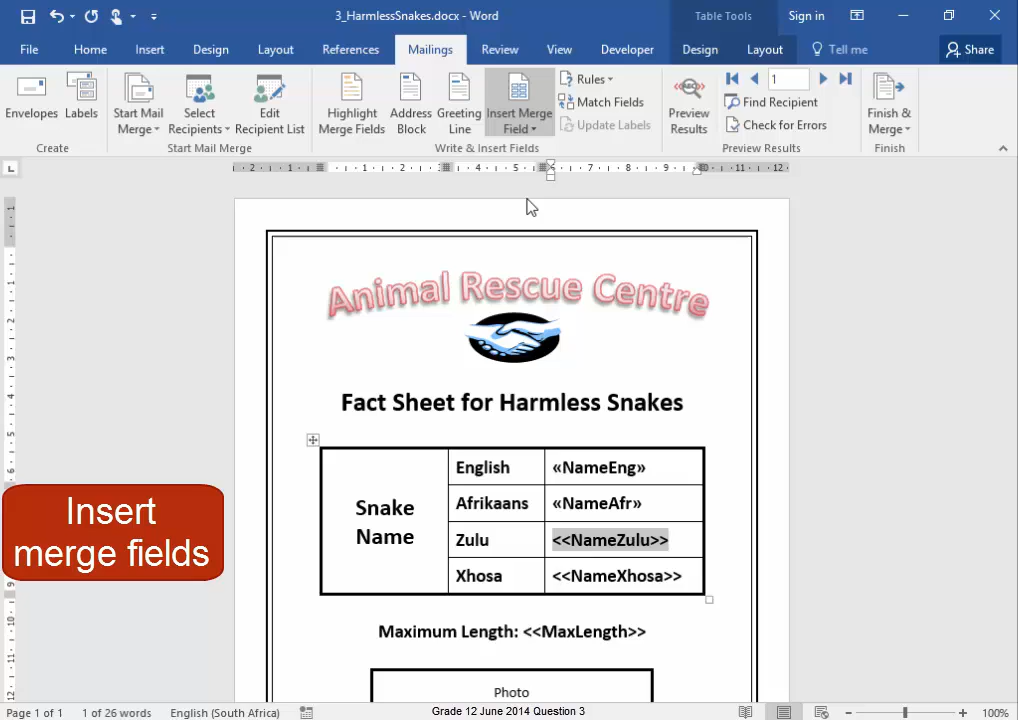 3_HarmlessSnakes.docx - Word
Table Tools
Sign in
File
Home
Insert
Design
Layout
References
Mailings
Review
View
Developer
Design
Layout
Tell me
Share
Envelopes
Labels
Start Mail
Merge
Select
Recipients
Edit
Recipient List
Highlight
Merge Fields
Address
Block
Greeting
Line
Insert Merge
Field
Rules
Match Fields
Update Labels
Preview
Results
1
Find Recipient
Check for Errors
Finish &
Merge
Create
Start Mail Merge
Write & Insert Fields
Preview Results
Finish
Animal Rescue Centre
Fact Sheet for Harmless Snakes
Snake
Name
English
«NameEng»
Afrikaans
«NameAfr»
Zulu
<<NameZulu>>
Xhosa
<<NameXhosa>>
Maximum Length: <<MaxLength>>
Photo
Insert
merge fields
Page 1 of 1
1 of 26 words
English (South Africa)
Grade 12 June 2014 Question 3
100%